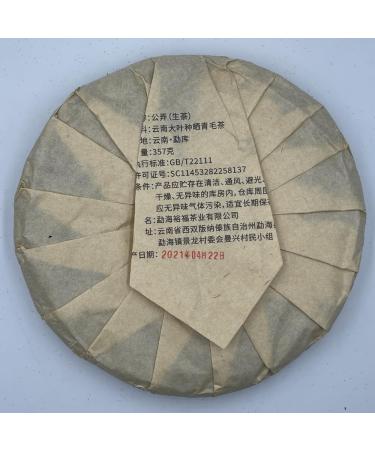 ：公弄（生茶）
料：云南大叶种晒青毛茶
地：云南·勐库
量：357克
执行标准：GB/T22111
许可证号：SC11453282258137
条件：产品应贮存在清洁、通风、避光、
干燥、无异味的库房内。仓库周围
应无异味气体污染，适宜长期保
名：勐海裕福茶业有限公司
址：云南省西双版纳傣族自治州勐海
勐海镇景龙村委会曼兴村民小组
产日期：2021年04月22日